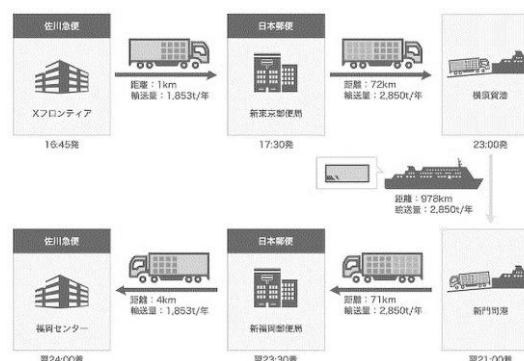 佐川急便
Xフロンティア
16:45発
距離：1km
輸送量：1,853t/年
日本郵便
新東京郵便局
17:30発
距離：72km
輸送量：2,850t/年
横須賀港
23:00発
距離：978km
輸送量：2,850t/年
新門司港
翌21:00着
距離：71km
輸送量：2,850t/年
日本郵便
新福岡郵便局
翌23:30着
距離：4km
輸送量：1,853t/年
佐川急便
福岡センター
翌24:00着